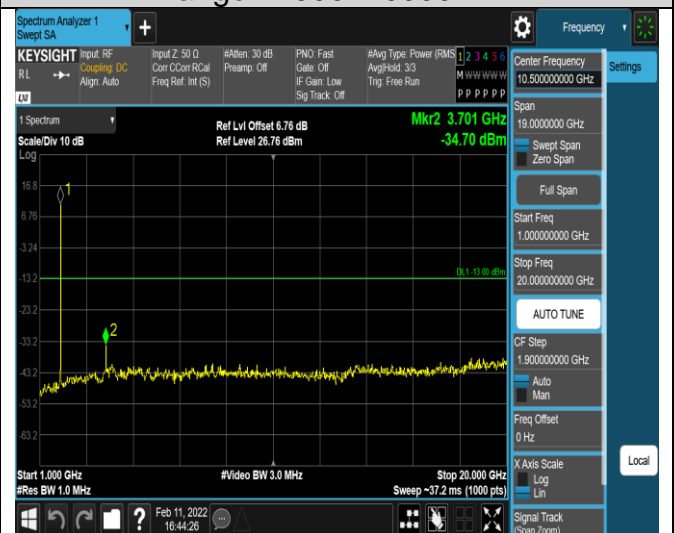 Spectrum Analyzer 1
Swept SA
Frequency
KEYSIGHT
RL
Input: RF
Coupling: DC
Align: Auto
Input Z: 50 Ω
Corr CCorr RCal
Freq Ref: Int (S)
#Atten: 30 dB
Preamp: Off
PNO: Fast
Gate: Off
IF Gain: Low
Sig Track: Off
#Avg Type: Power (RMS
Avg|Hold: 3/3
Trig: Free Run
1 2 3 4 5 6
M W W W W W
P P P P P P
LXI
1 Spectrum
Scale/Div 10 dB
Log
Ref Lvl Offset 6.76 dB
Ref Level 26.76 dBm
Mkr2 3.701 GHz
-34.70 dBm
16.8
6.76
-3.24
-13.2
-23.2
-33.2
-43.2
-53.2
-63.2
1
2
DL1 -13.00 dBm
Start 1.000 GHz
#Res BW 1.0 MHz
#Video BW 3.0 MHz
Stop 20.000 GHz
Sweep ~37.2 ms (1000 pts)
Feb 11, 2022
16:44:26
Center Frequency
10.500000000 GHz
Span
19.0000000 GHz
Swept Span
Zero Span
Full Span
Start Freq
1.000000000 GHz
Stop Freq
20.000000000 GHz
AUTO TUNE
CF Step
1.900000000 GHz
Auto
Man
Freq Offset
0 Hz
X Axis Scale
Log
Lin
Signal Track
(Span Zoom)
Settings
Local